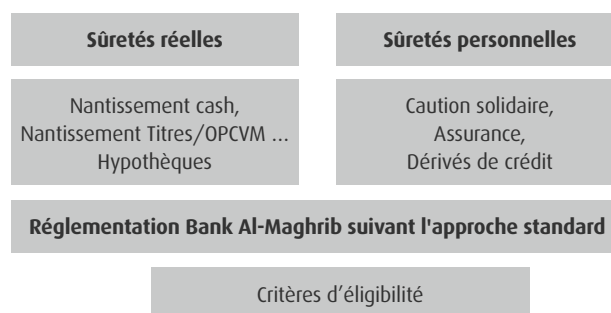 Sûretés réelles
Sûretés personnelles
Nantissement cash,
Nantissement Titres/OPCVM ...
Hypothèques
Caution solidaire,
Assurance,
Dérivés de crédit
Réglementation Bank Al-Maghrib suivant l'approche standard
Critères d’éligibilité